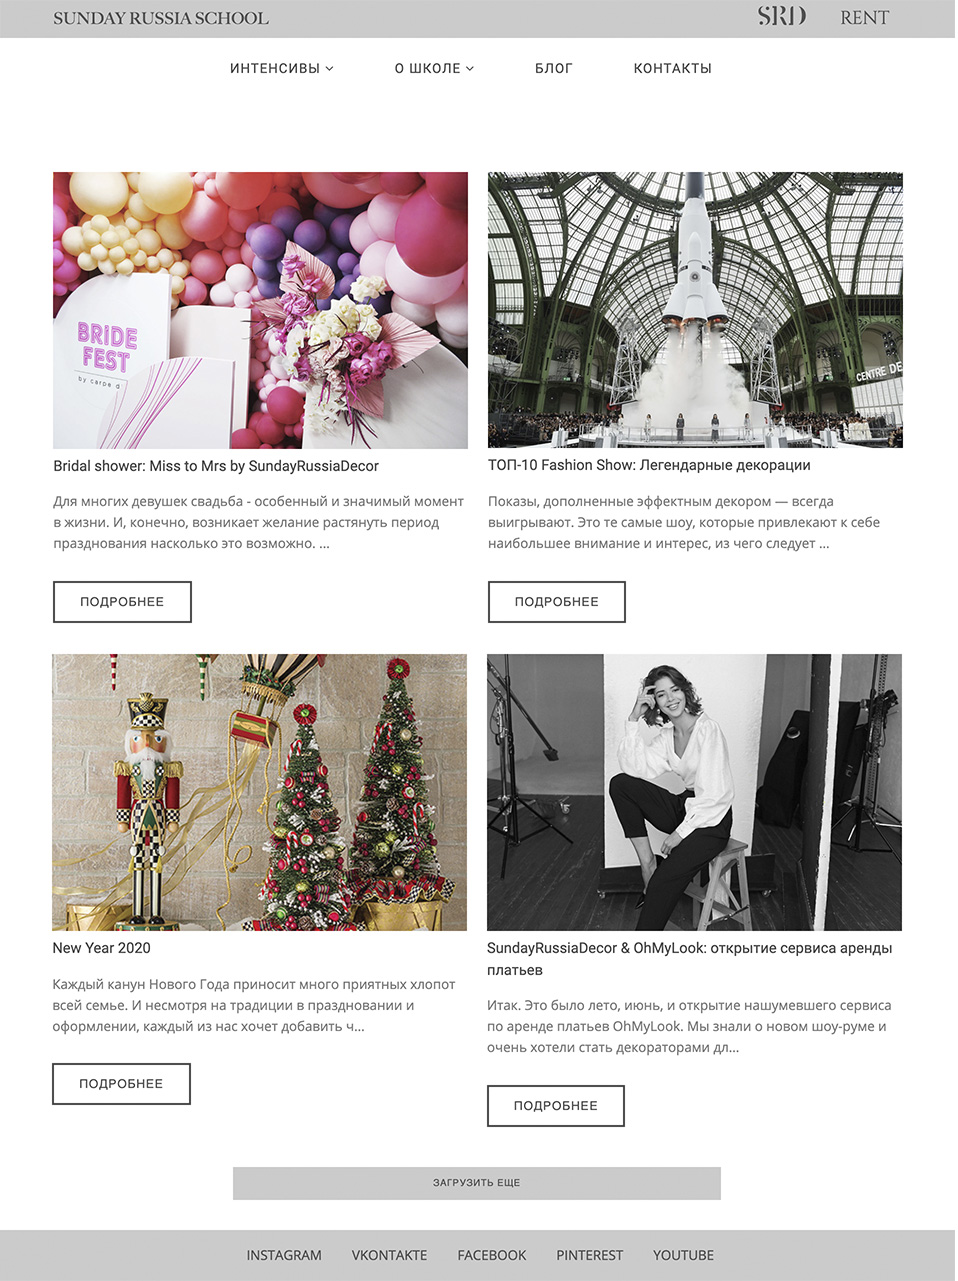 SUNDAY RUSSIA SCHOOL
SRD
RENT
ИНТЕНСИВЫ
О ШКОЛЕ
БЛОГ
КОНТАКТЫ
BRiDE
FEST
by carpe d
CENTRE DE
Bridal shower: Miss to Mrs by SundayRussiaDecor
Для многих девушек свадьба - особенный и значимый момент
в жизни. И, конечно, возникает желание растянуть период
празднования насколько это возможно. ...
ПОДРОБНЕЕ
ТОП-10 Fashion Show: Легендарные декорации
Показы, дополненные эффектным декором — всегда
выигрывают. Это те самые шоу, которые привлекают к себе
наибольшее внимание и интерес, из чего следует ...
ПОДРОБНЕЕ
New Year 2020
Каждый канун Нового Года приносит много приятных хлопот
всей семье. И несмотря на традиции в праздновании и
оформлении, каждый из нас хочет добавить ч...
ПОДРОБНЕЕ
SundayRussiaDecor & OhMyLook: открытие сервиса аренды
платьев
Итак. Это было лето, июнь, и открытие нашумевшего сервиса
по аренде платьев OhMyLook. Мы знали о новом шоу-руме и
очень хотели стать декораторами дл...
ПОДРОБНЕЕ
ЗАГРУЗИТЬ ЕЩЕ
INSTAGRAM
VKONTAKTE
FACEBOOK
PINTEREST
YOUTUBE